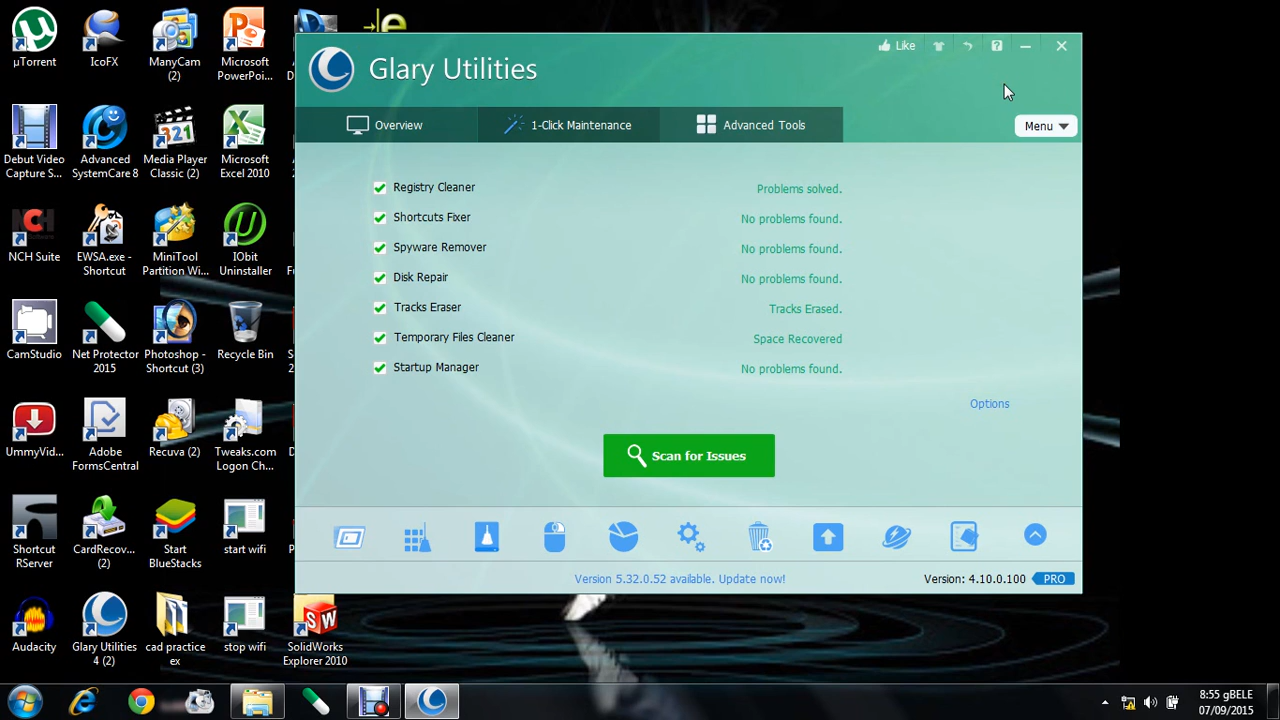 µTorrent
IcoFX
ManyCam
(2)
Microsoft
PowerPoi...
Debut Video
Capture S...
Advanced
SystemCare 8
Media Player
Classic (2)
Microsoft
Excel 2010
NCH Suite
EWSA.exe -
Shortcut
MiniTool
Partition Wi...
IObit
Uninstaller
CamStudio
Net Protector
2015
Photoshop -
Shortcut (3)
Recycle Bin
UmmyVid...
Adobe
FormsCentral
Recuva (2)
Tweaks.com
Logon Ch...
Shortcut
RServer
CardRecov...
(2)
Start
BlueStacks
start wifi
Audacity
Glary Utilities
4 (2)
cad practice
ex
stop wifi
SolidWorks
Explorer 2010
Glary Utilities
Like
Overview
1-Click Maintenance
Advanced Tools
Menu
Registry Cleaner Problems solved.
Shortcuts Fixer No problems found.
Spyware Remover No problems found.
Disk Repair No problems found.
Tracks Eraser Tracks Erased.
Temporary Files Cleaner Space Recovered
Startup Manager No problems found.
Options
Scan for Issues
Version 5.32.0.52 available. Update now!
Version: 4.10.0.100 PRO
8:55 gBELE
07/09/2015